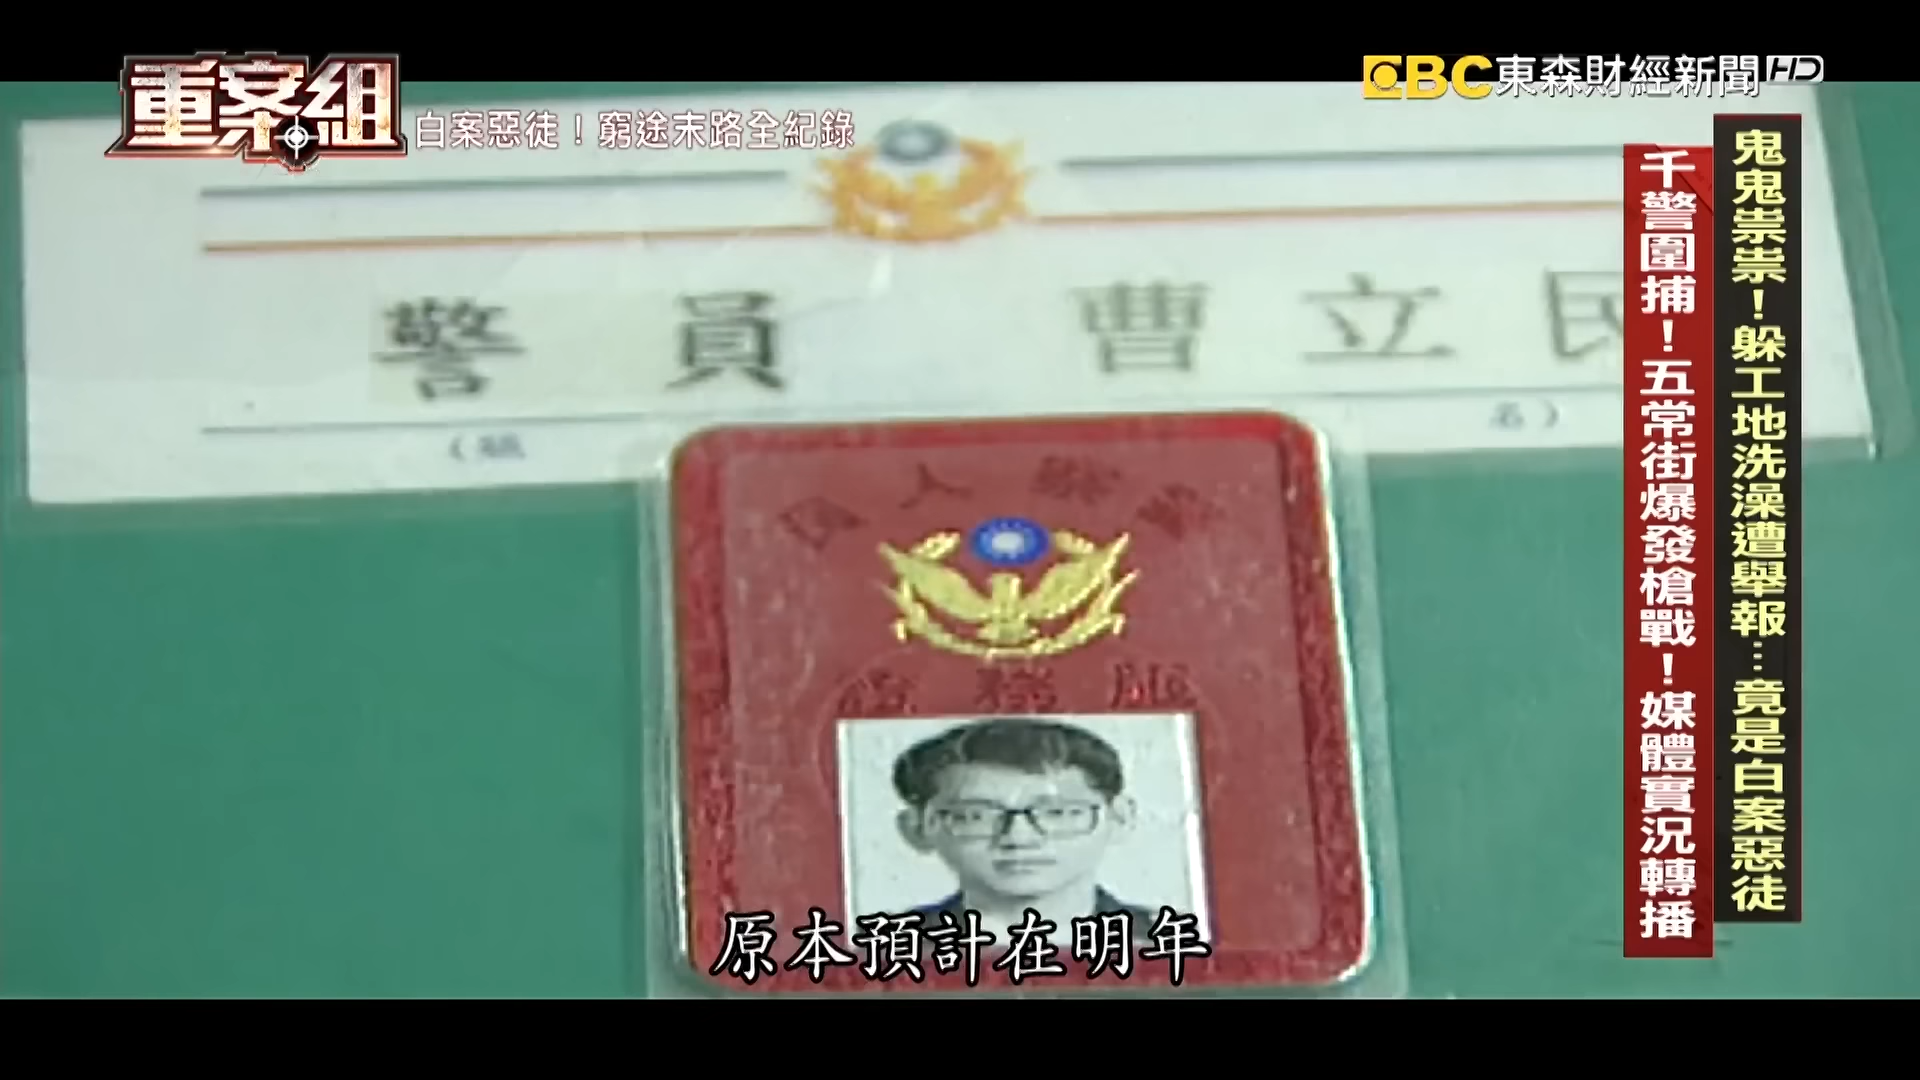 重案組
白案惡徒！窮途末路全紀錄
EBC東森財經新聞HD
鬼鬼祟祟！躲工地洗澡遭舉報…竟是白案惡徒
千警圍捕！五常街爆發槍戰！媒體實況轉播
警員 曹立民
名）
原本預計在明年